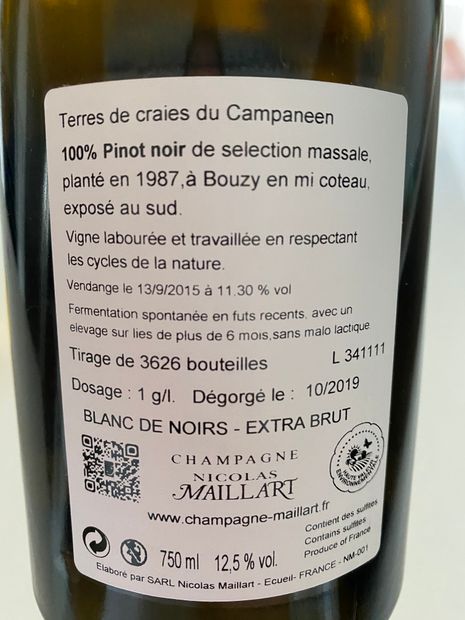 Terres de craies du Campaneen
100% Pinot noir de selection massale,
planté en 1987,à Bouzy en mi coteau,
exposé au sud.
Vigne labourée et travaillée en respectant
les cycles de la nature.
Vendange le 13/9/2015 à 11.30 % vol
Fermentation spontanée en futs recents, avec un
elevage sur lies de plus de 6 mois,sans malo lactique
Tirage de 3626 bouteilles L 341111
Dosage : 1 g/l. Dégorgé le : 10/2019
BLANC DE NOIRS - EXTRA BRUT
CHAMPAGNE
NICOLAS
MAILLART
HAUTE VALEUR
ENVIRONNEMENTALE
www.champagne-maillart.fr
Contient des sulfites
Contains sulfites
Produce of France
750 ml 12,5 % vol.
Elaboré par SARL Nicolas Maillart - Ecueil- FRANCE - NM-001